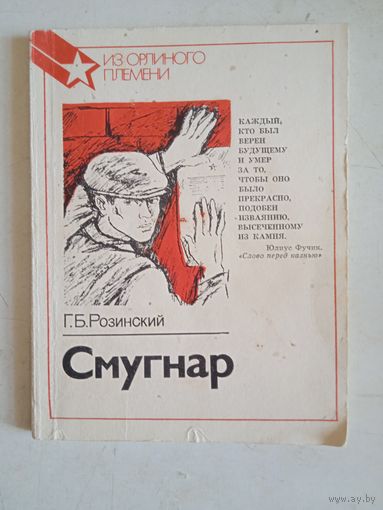 ИЗ ОРЛИНОГО
ПЛЕМЕНИ
КАЖДЫЙ,
КТО БЫЛ
ВЕРЕН
БУДУЩЕМУ
И УМЕР
ЗА ТО,
ЧТОБЫ ОНО
БЫЛО
ПРЕКРАСНО,
ПОДОБЕН
ИЗВАЯНИЮ,
ВЫСЕЧЕННОМУ
ИЗ КАМНЯ.
Юлиус Фучик.
«Слово перед казнью»
Г.Б.Розинский
Смугнар
www.ay.by